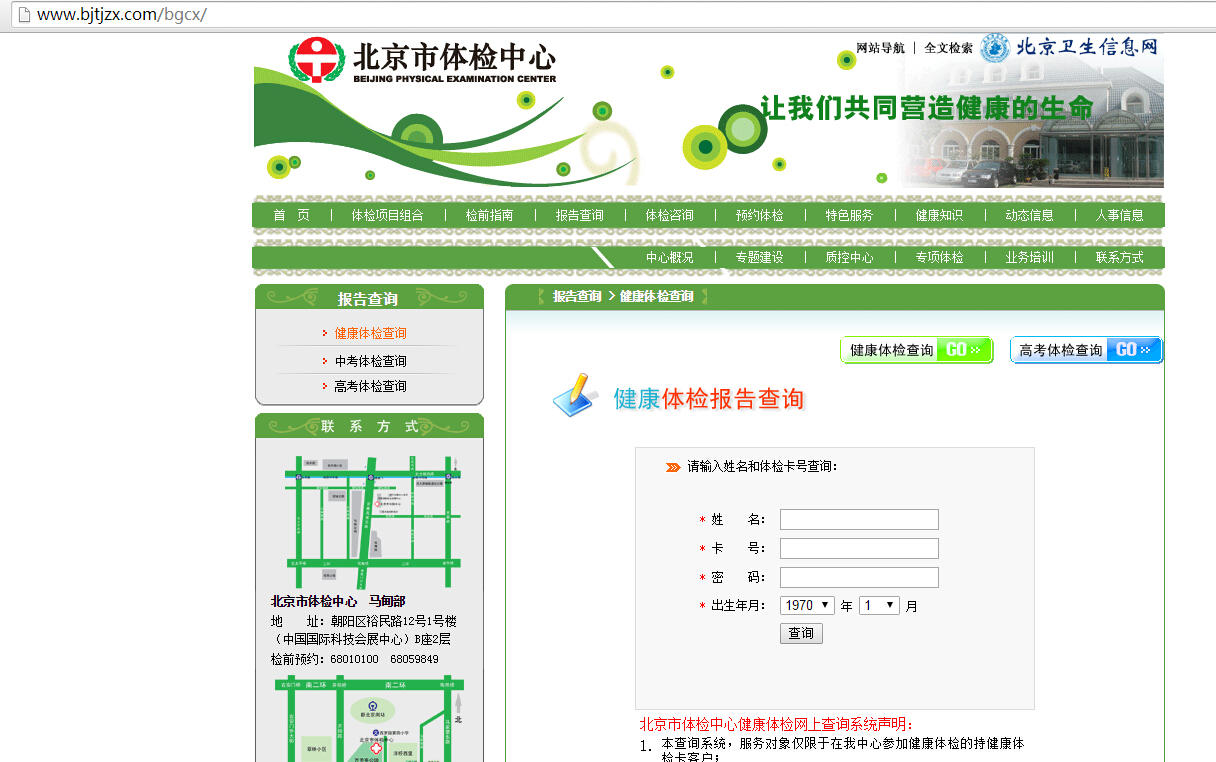 www.bjtjzx.com/bgcx/
北京市体检中心
BEIJING PHYSICAL EXAMINATION CENTER
网站导航 | 全文检索 北京卫生信息网
让我们共同营造健康的生命
首 页 | 体检项目组合 | 检前指南 | 报告查询 | 体检咨询 | 预约体检 | 特色服务 | 健康知识 | 动态信息 | 人事信息
中心概况 | 专题建设 | 质控中心 | 专项体检 | 业务培训 | 联系方式
报告查询
健康体检查询
中考体检查询
高考体检查询
联 系 方 式
北京市体检中心 马甸部
地 址：朝阳区裕民路12号1号楼
（中国国际科技会展中心）B座2层
检前预约：68010100 68059849
南二环 南二环
北
报告查询 > 健康体检查询
健康体检查询 GO
高考体检查询 GO
健康体检报告查询
请输入姓名和体检卡号查询：
* 姓 名：
* 卡 号：
* 密 码：
* 出生年月： 1970 年 1 月
查询
北京市体检中心健康体检网上查询系统声明：
1. 本查询系统，服务对象仅限于在我中心参加健康体检的持健康体
检卡客户；